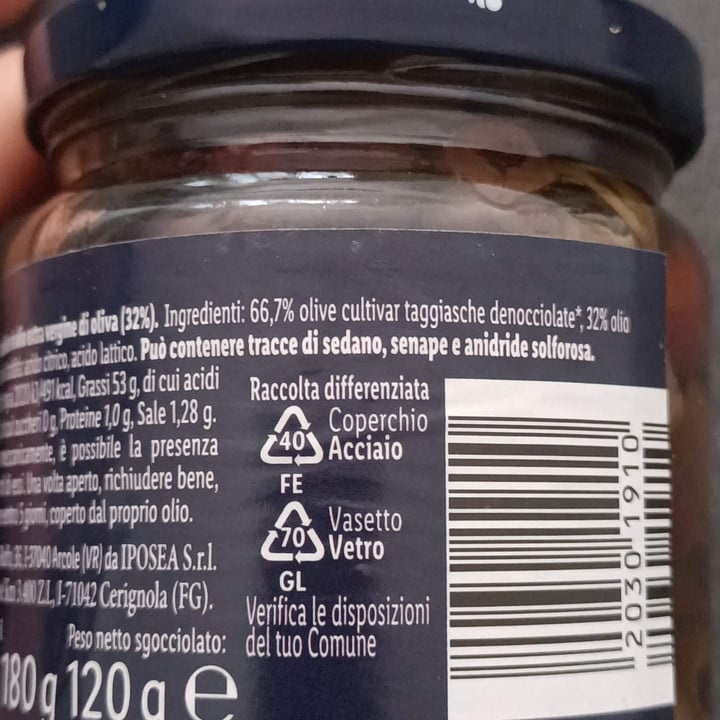 vergine di oliva (32%). Ingredienti: 66,7% olive cultivar taggiasche denocciolate*, 32% olio
acido citrico, acido lattico. Può contenere tracce di sedano, senape e anidride solforosa.
kcal, Grassi 53 g, di cui acidi
0 g, Proteine 1,0 g, Sale 1,28 g.
è possibile la presenza
Una volta aperto, richiudere bene,
5 giorni, coperto dal proprio olio.
I-37040 Arcole (VR) da IPOSEA S.r.l.
I-71042 Cerignola (FG).
Peso netto sgocciolato:
180 g 120 g e
Raccolta differenziata
40 Coperchio
Acciaio
FE
70 Vasetto
Vetro
GL
Verifica le disposizioni
del tuo Comune
2030 1910